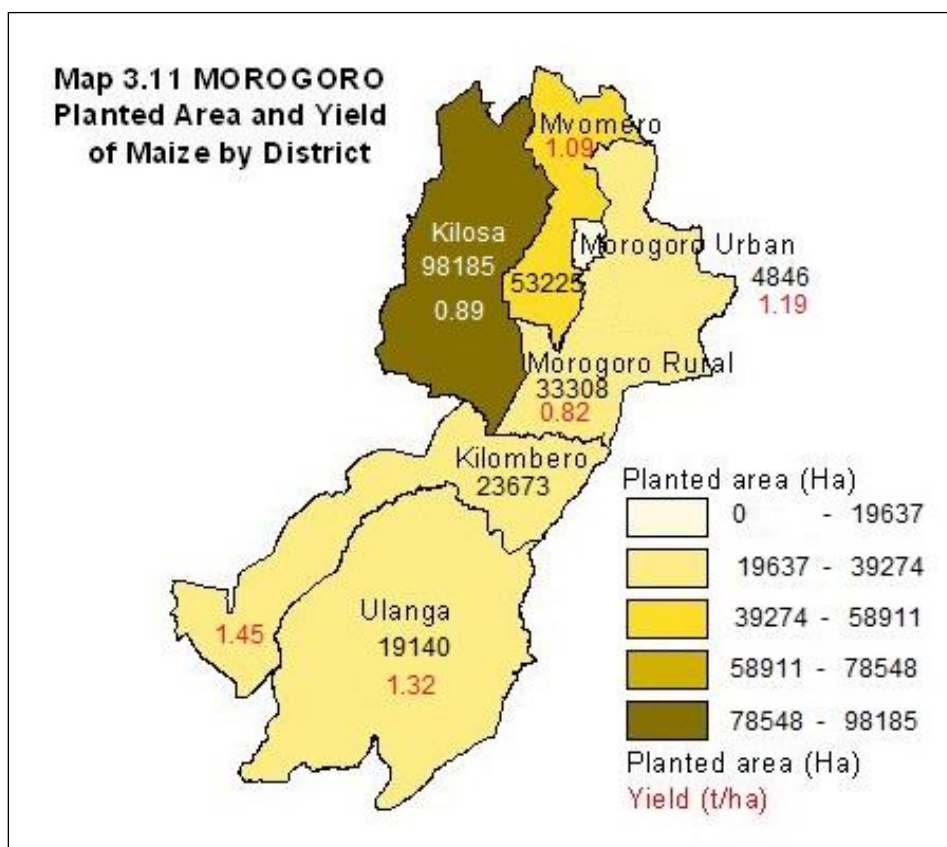 Map 3.11 MOROGORO
Planted Area and Yield
of Maize by District
Mvomero
1.09
53225
Kilosa
98185
0.89
Morogoro Urban
4846
1.19
Morogoro Rural
33308
0.82
Kilombero
23673
1.45
Ulanga
19140
1.32
Planted area (Ha)
0 - 19637
19637 - 39274
39274 - 58911
58911 - 78548
78548 - 98185
Planted area (Ha)
Yield (t/ha)